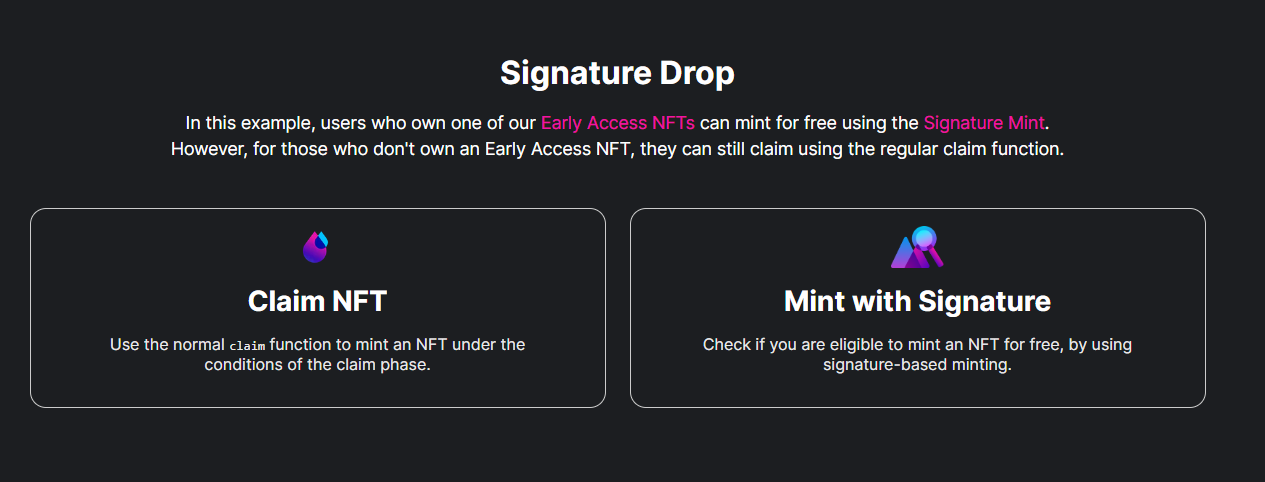 Signature Drop
In this example, users who own one of our Early Access NFTs can mint for free using the Signature Mint.
However, for those who don't own an Early Access NFT, they can still claim using the regular claim function.
Claim NFT
Use the normal claim function to mint an NFT under the
conditions of the claim phase.
Mint with Signature
Check if you are eligible to mint an NFT for free, by using
signature-based minting.